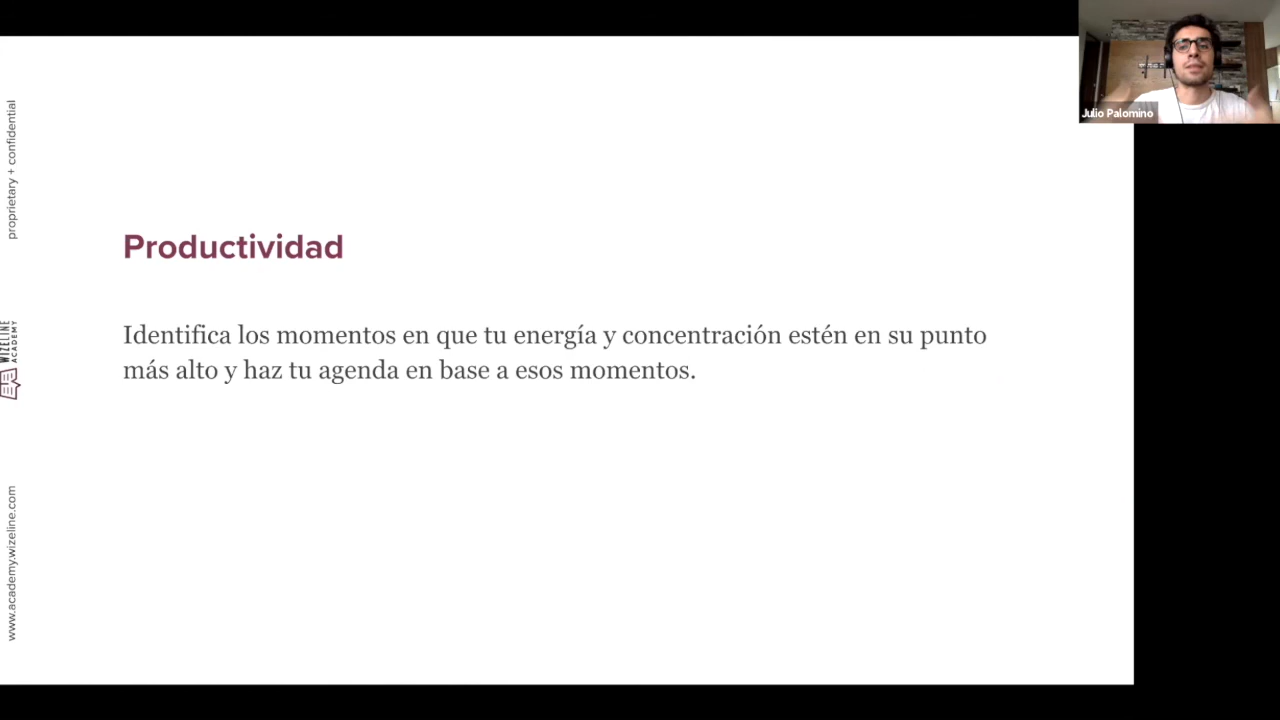 Julio Palomino
proprietary + confidential
WIZELINE
ACADEMY
www.academy.wizeline.com
Productividad
Identifica los momentos en que tu energía y concentración estén en su punto
más alto y haz tu agenda en base a esos momentos.